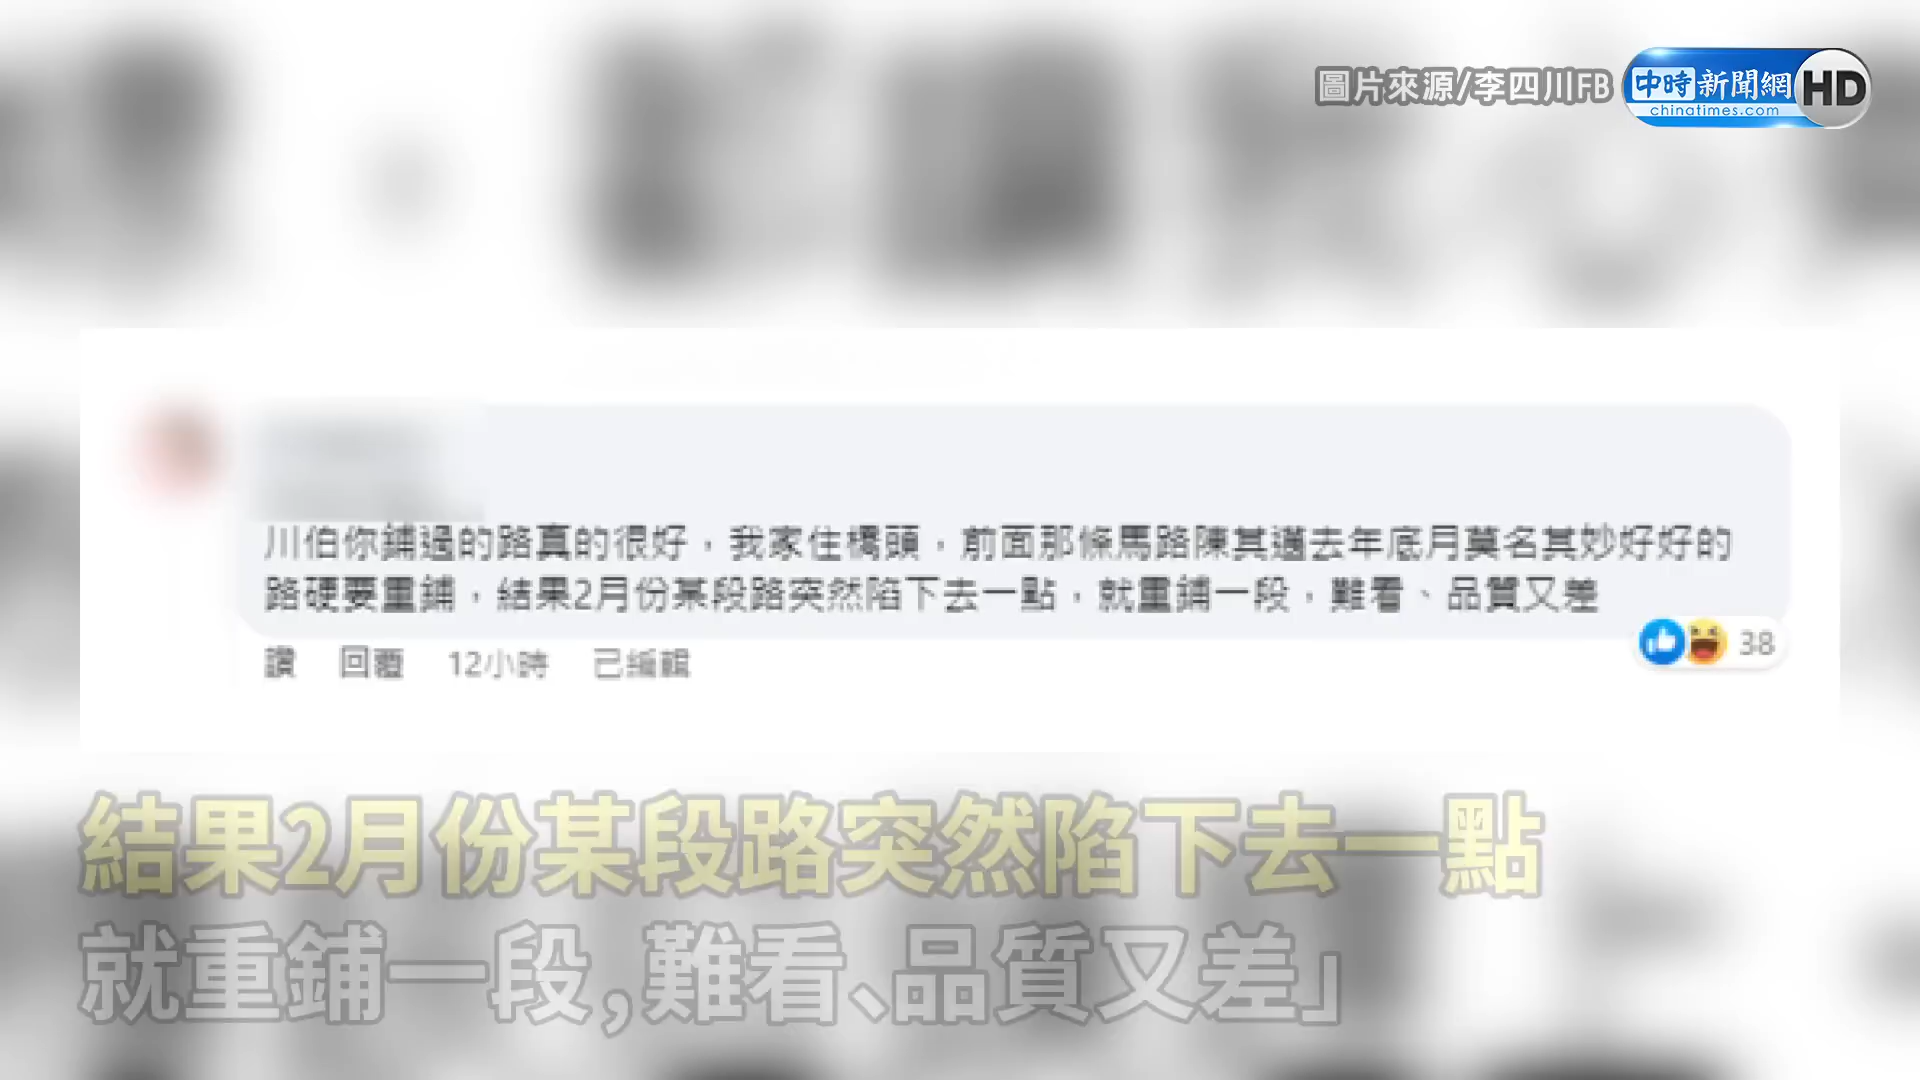 圖片來源/李四川FB
中時新聞網HD
chinatimes.com
川伯你鋪過的路真的很好，我家住橋頭，前面那條馬路陳其邁去年底月莫名其妙好好的
路硬要重鋪，結果2月份某段路突然陷下去一點，就重鋪一段，難看、品質又差
讚 回覆 12小時 已編輯
38
結果2月份某段路突然陷下去一點
就重鋪一段,難看、品質又差」